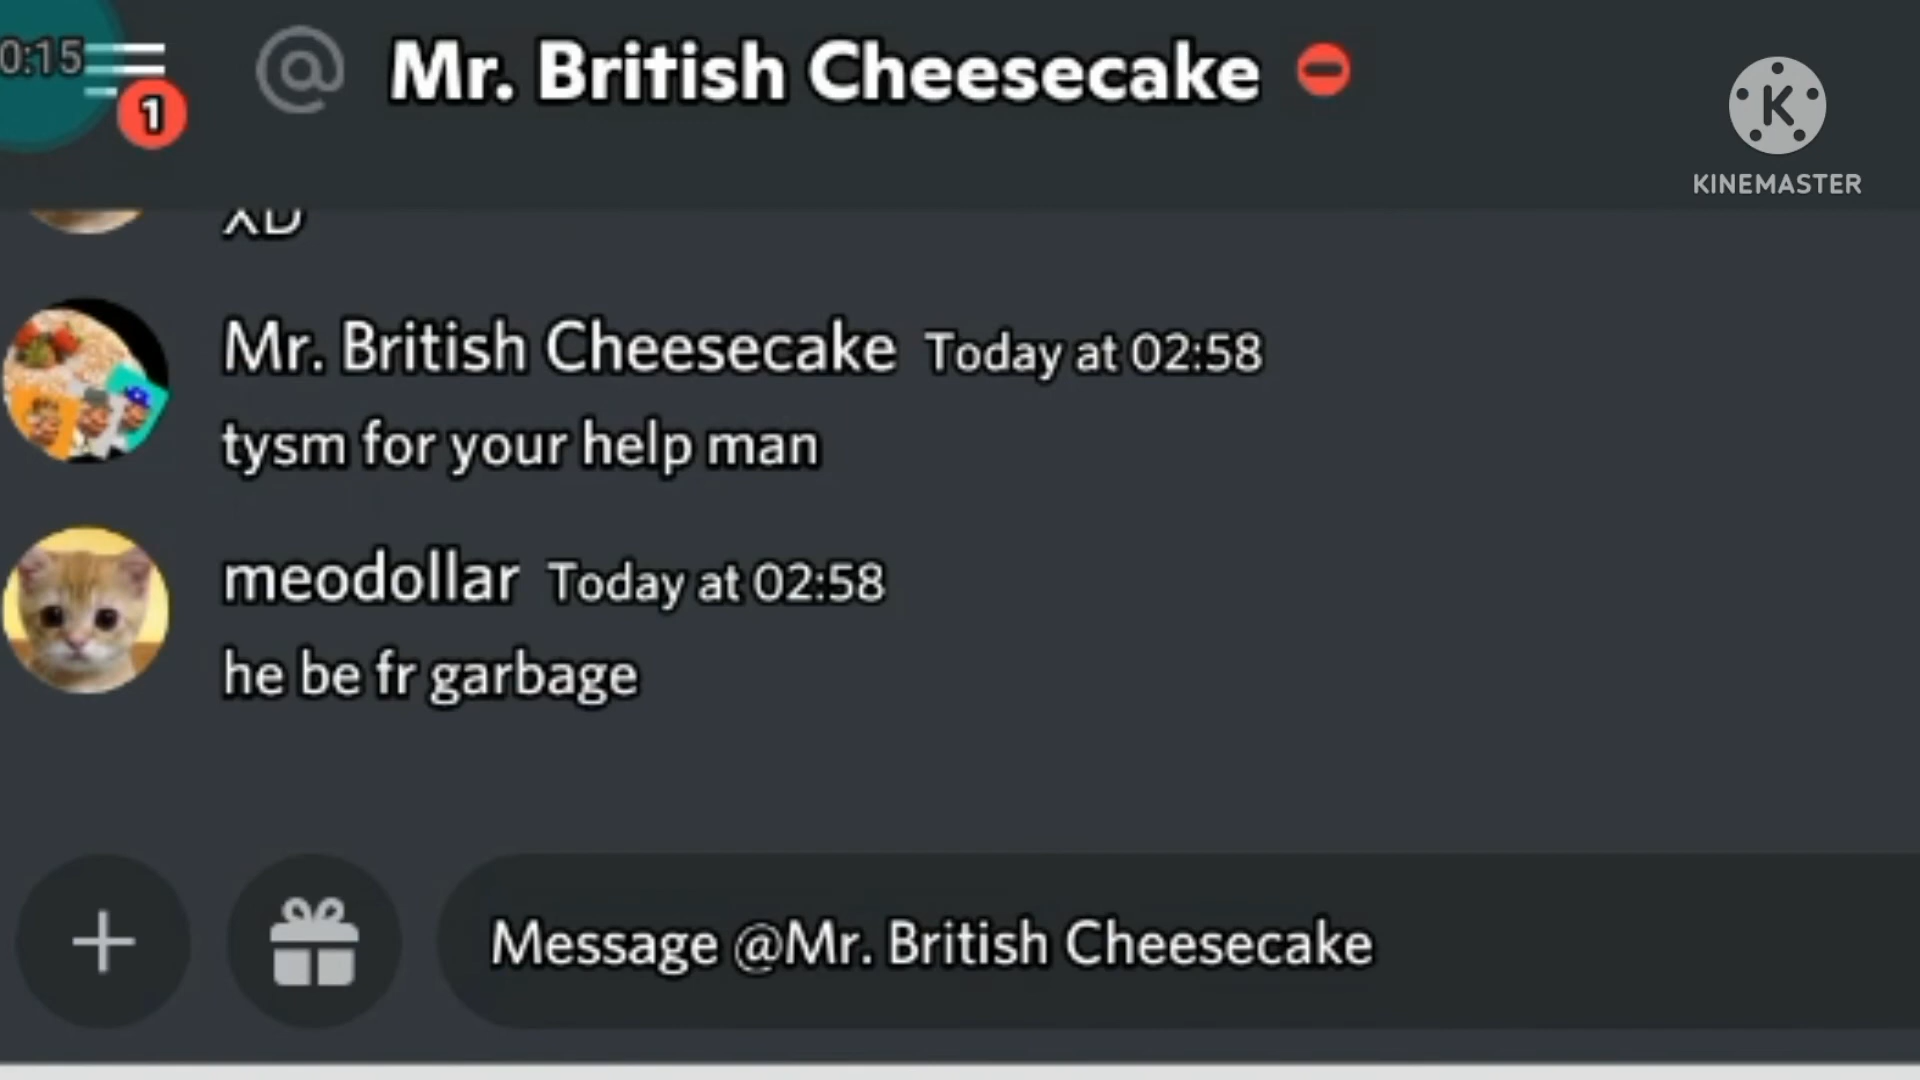 0:15
1
Mr. British Cheesecake
K
KINEMASTER
XD
Mr. British Cheesecake Today at 02:58
tysm for your help man
meodollar Today at 02:58
he be fr garbage
Message @Mr. British Cheesecake